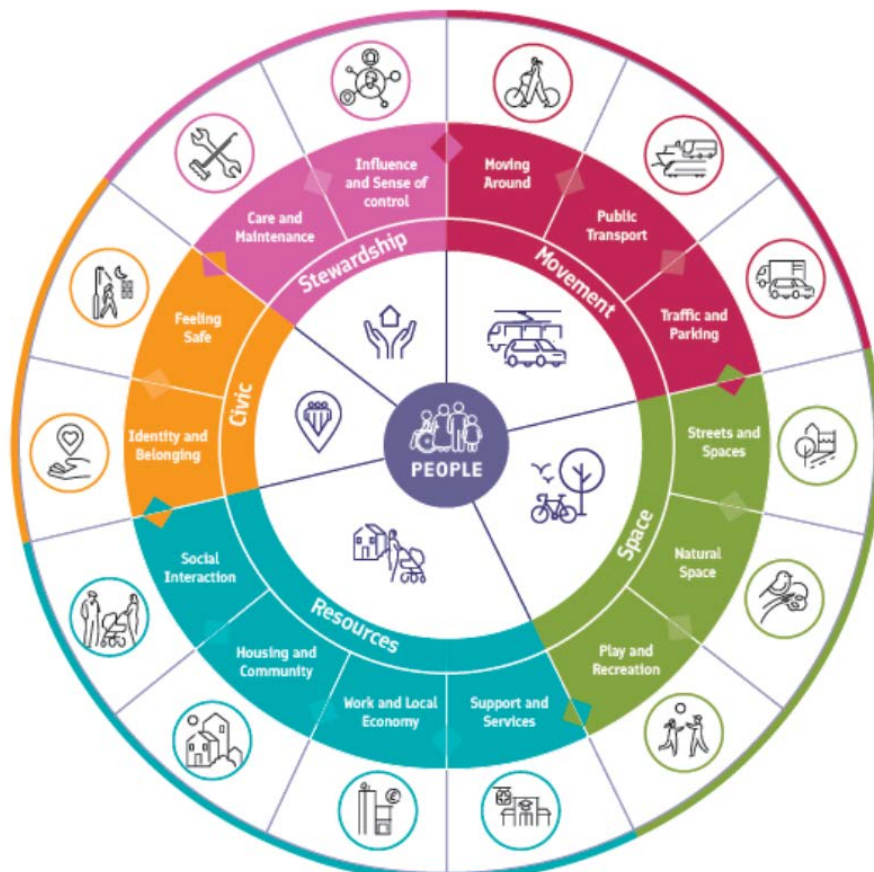 Moving
Around
Public
Transport
Traffic and
Parking
Movement
Streets and
Spaces
Natural
Space
Play and
Recreation
Space
Support and
Services
Work and Local
Economy
£
Housing and
Community
Social
Interaction
Resources
Identity and
Belonging
Feeling
Safe
Civic
Care and
Maintenance
Influence
and Sense of
control
Stewardship
PEOPLE